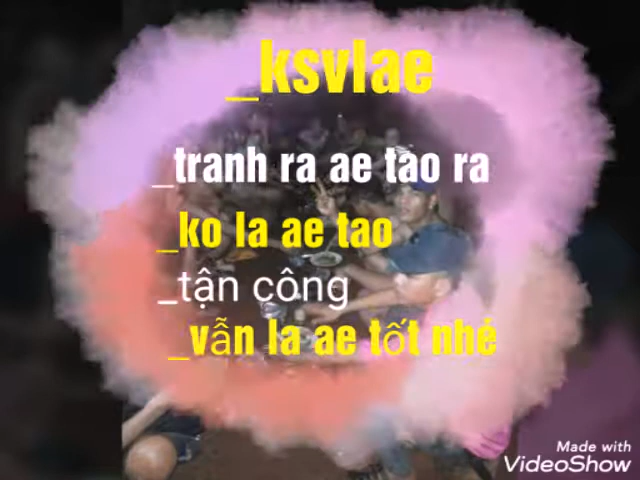 _ksvlae
_tranh ra ae tao ra
_ko la ae tao
_tận công
_vẫn la ae tốt nhé
Made with
VideoShow